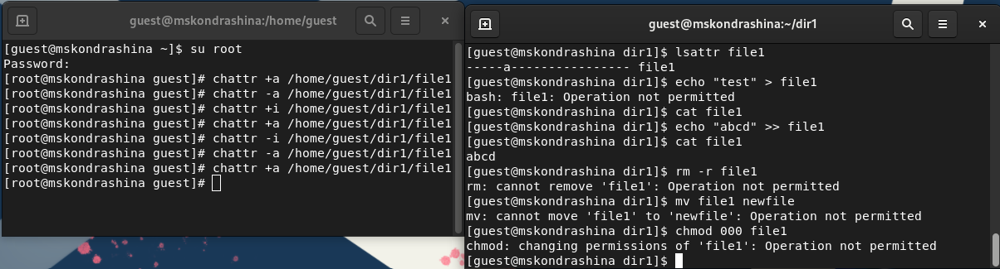 guest@mskondrashina:/home/guest
[guest@mskondrashina ~]$ su root
Password:
[root@mskondrashina guest]# chattr +a /home/guest/dir1/file1
[root@mskondrashina guest]# chattr -a /home/guest/dir1/file1
[root@mskondrashina guest]# chattr +i /home/guest/dir1/file1
[root@mskondrashina guest]# chattr +a /home/guest/dir1/file1
[root@mskondrashina guest]# chattr -i /home/guest/dir1/file1
[root@mskondrashina guest]# chattr -a /home/guest/dir1/file1
[root@mskondrashina guest]# chattr +a /home/guest/dir1/file1
[root@mskondrashina guest]#
guest@mskondrashina:~/dir1
[guest@mskondrashina dir1]$ lsattr file1
-----a---------------- file1
[guest@mskondrashina dir1]$ echo "test" > file1
bash: file1: Operation not permitted
[guest@mskondrashina dir1]$ cat file1
[guest@mskondrashina dir1]$ echo "abcd" >> file1
[guest@mskondrashina dir1]$ cat file1
abcd
[guest@mskondrashina dir1]$ rm -r file1
rm: cannot remove 'file1': Operation not permitted
[guest@mskondrashina dir1]$ mv file1 newfile
mv: cannot move 'file1' to 'newfile': Operation not permitted
[guest@mskondrashina dir1]$ chmod 000 file1
chmod: changing permissions of 'file1': Operation not permitted
[guest@mskondrashina dir1]$